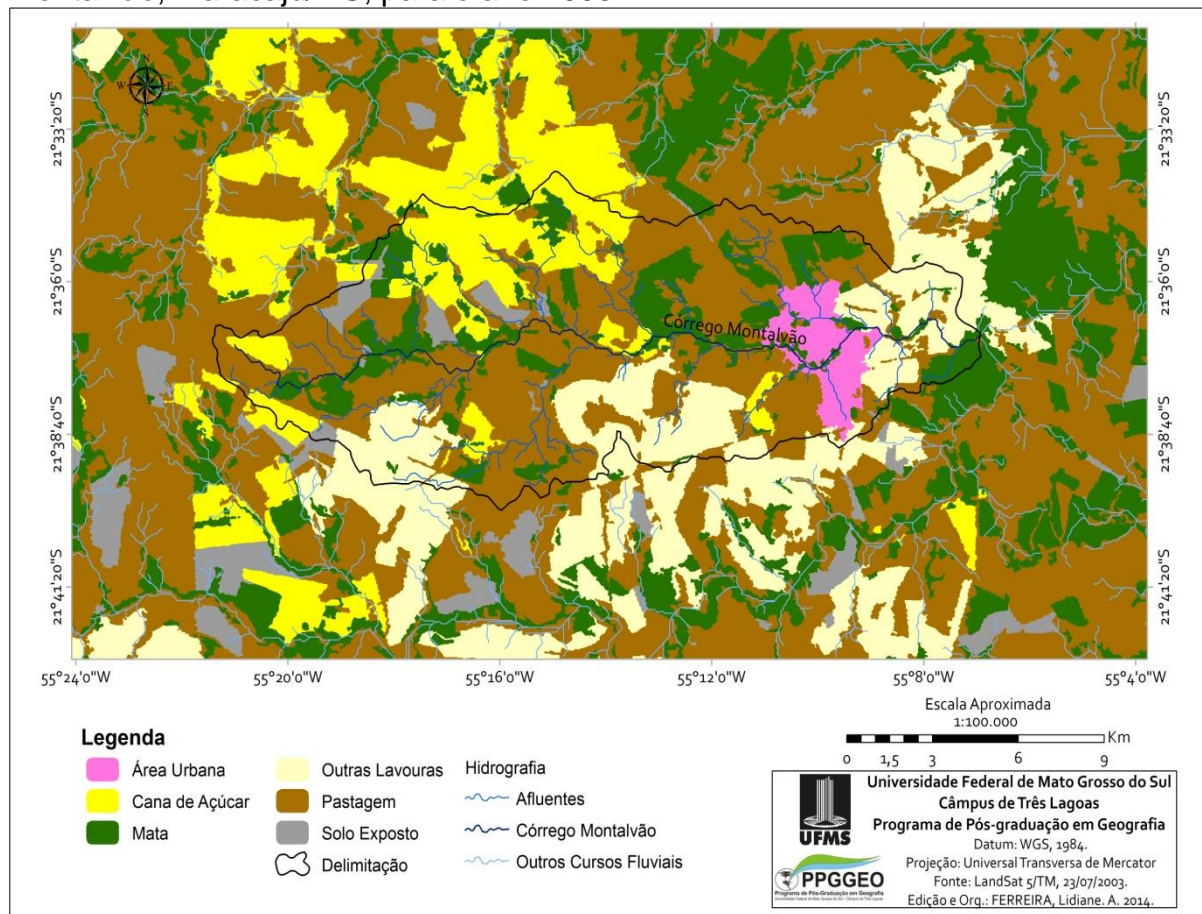 21°33'20"S
21°36'0"S
21°38'40"S
21°41'20"S
N
W
E
S
Córrego Montalvão
21°33'20"S
21°36'0"S
21°38'40"S
21°41'20"S
55°24'0"W
55°20'0"W
55°16'0"W
55°12'0"W
55°8'0"W
55°4'0"W
Escala Aproximada
1:100.000
Km
0 1,5 3 6 9
Legenda
Área Urbana
Cana de Açúcar
Mata
Outras Lavouras
Pastagem
Solo Exposto
Delimitação
Hidrografia
Afluentes
Córrego Montalvão
Outros Cursos Fluviais
UFMS
PPGGEO
Programa de Pós-Graduação em Geografia
Universidade Federal de Mato Grosso do Sul
Câmpus de Três Lagoas
Programa de Pós-graduação em Geografia
Datum: WGS, 1984.
Projeção: Universal Transversa de Mercator
Fonte: LandSat 5/TM, 23/07/2003.
Edição e Org.: FERREIRA, Lidiane. A. 2014.